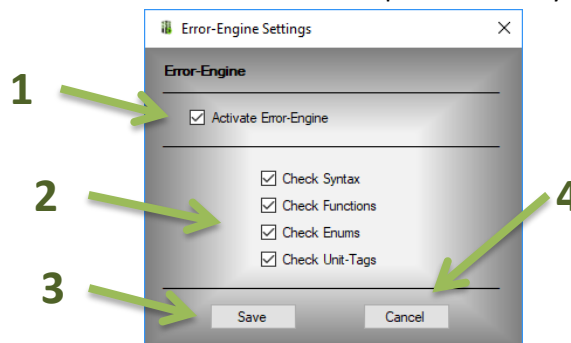 Error-Engine Settings
Error-Engine
1
Activate Error-Engine
Check Syntax
2
4
Check Functions
Check Enums
Check Unit-Tags
3
Save Cancel